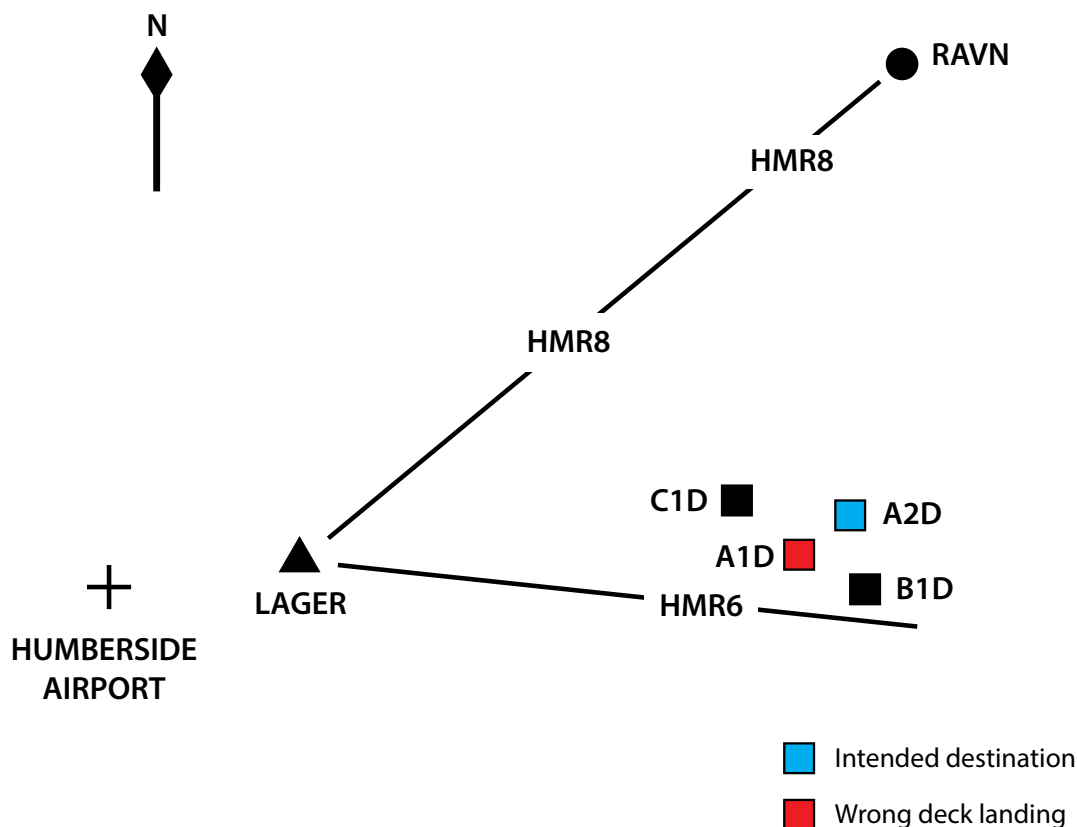 N
RAVN
HMR8
HMR8
C1D
A2D
A1D
B1D
LAGER
HMR6
HUMBERSIDE
AIRPORT
Intended destination
Wrong deck landing